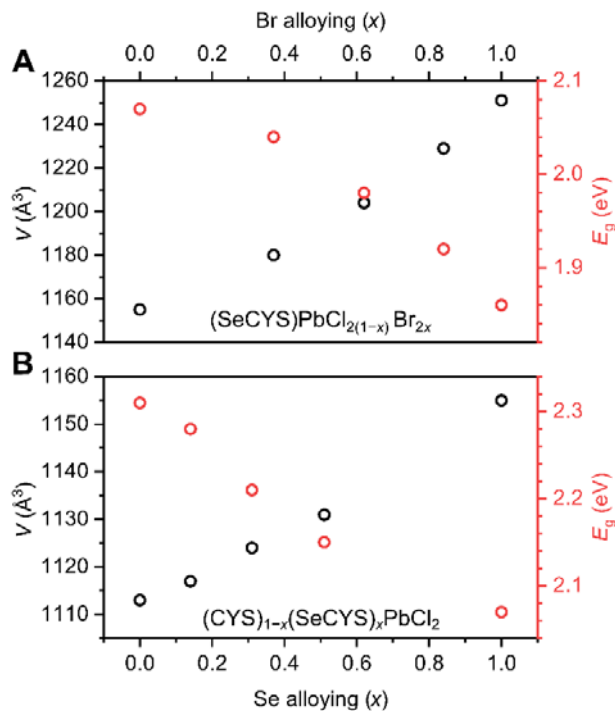 Br alloying (x)
0.0 0.2 0.4 0.6 0.8 1.0
A
1260
1240
1220
1200
1180
1160
1140
V (Å³)
2.1
2.0
1.9
E_g (eV)
(SeCYS)PbCl₂₍₁₋ₓ₎Br₂ₓ
B
1160
1150
1140
1130
1120
1110
V (Å³)
2.3
2.2
2.1
E_g (eV)
(CYS)₁₋ₓ(SeCYS)ₓPbCl₂
0.0 0.2 0.4 0.6 0.8 1.0
Se alloying (x)